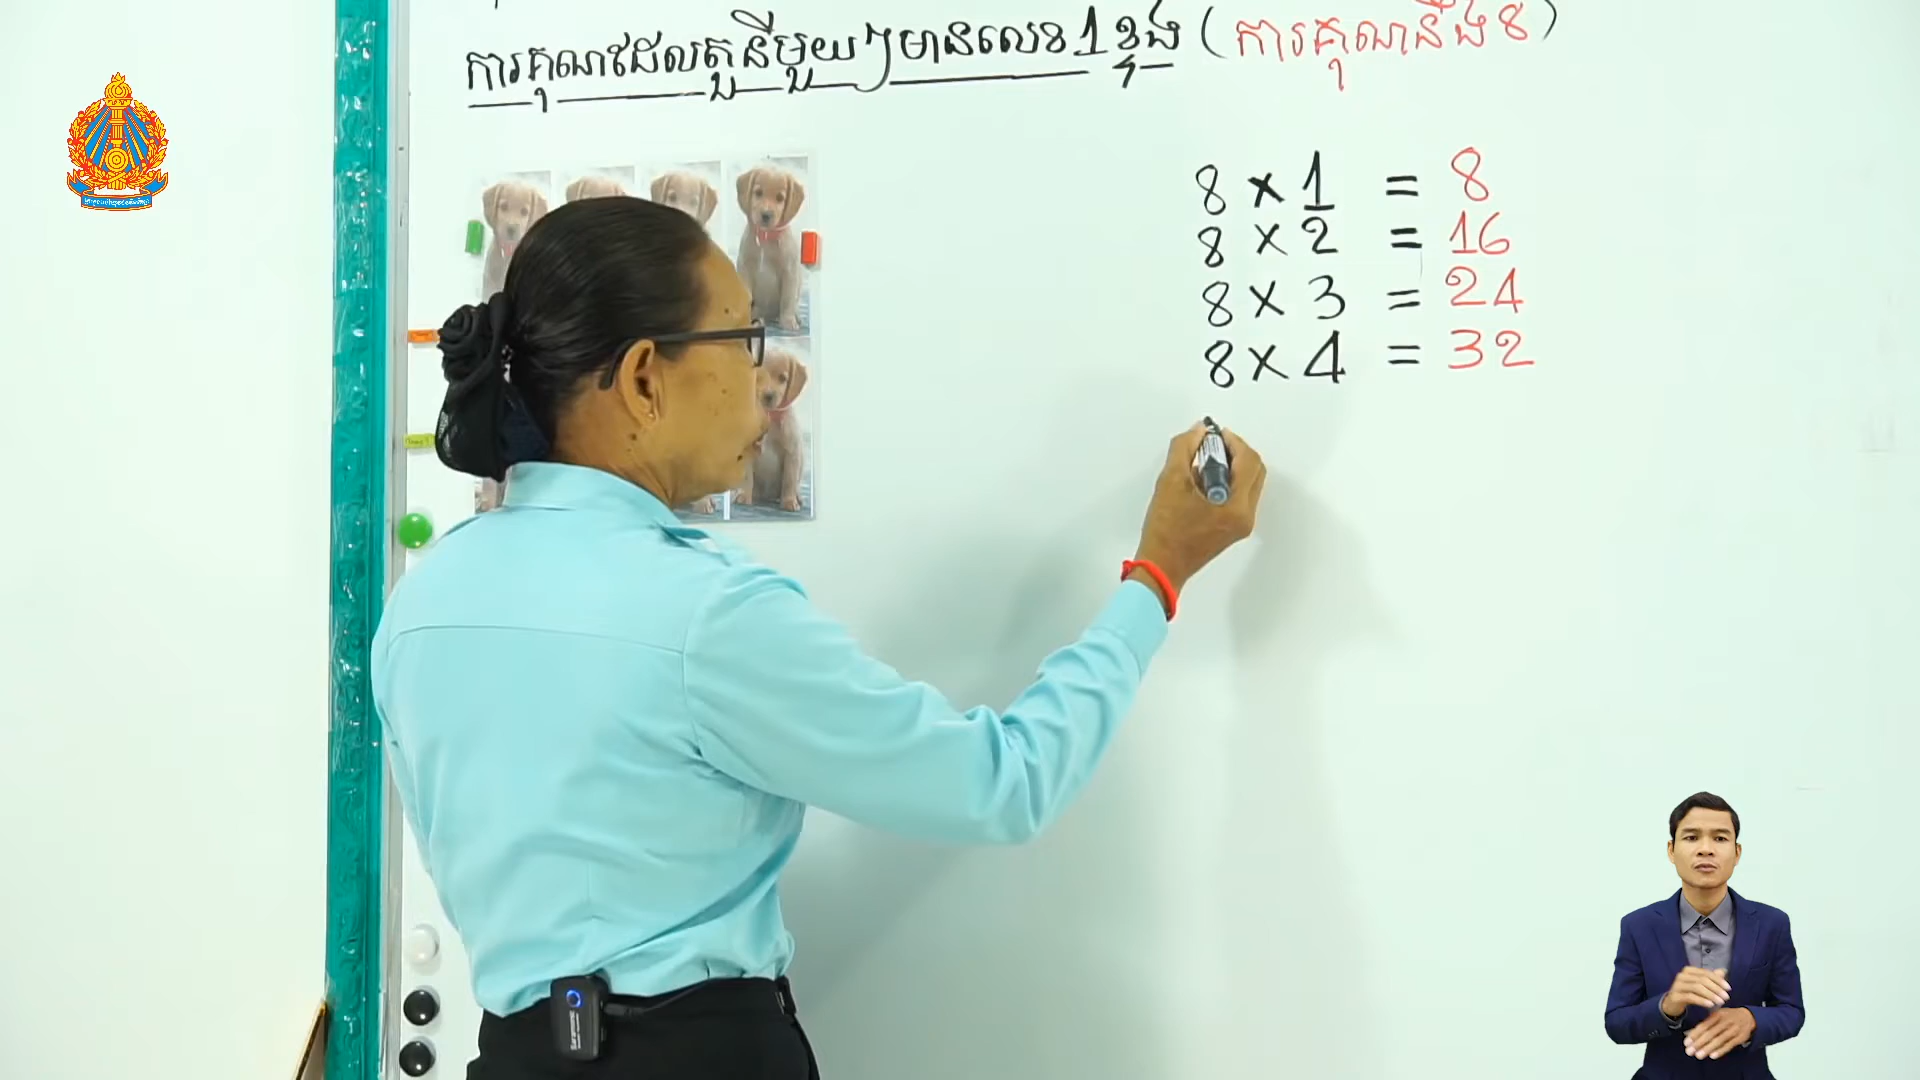 ការគុណដែលតួនីមួយៗមានលេខ1ខ្ទង់ (ការគុណនឹង8)
8 × 1 = 8
8 × 2 = 16
8 × 3 = 24
8 × 4 = 32